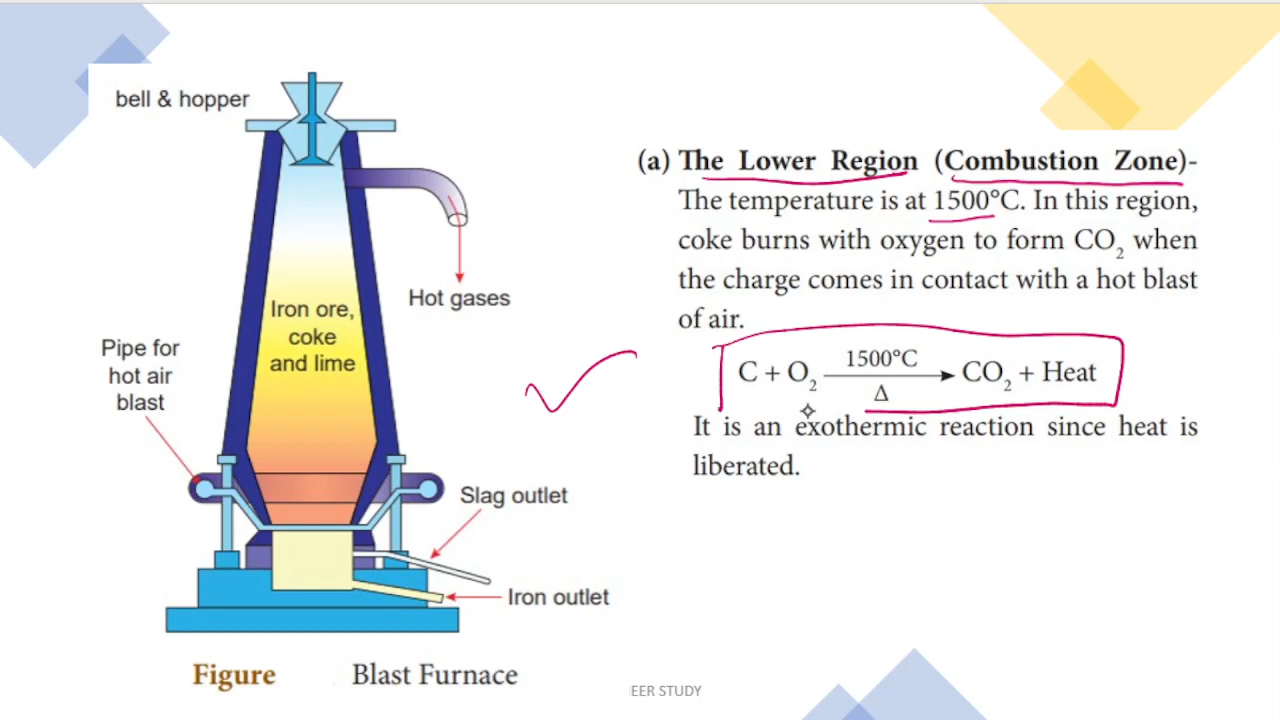 bell & hopper
Hot gases
Iron ore,
coke
and lime
Pipe for
hot air
blast
Slag outlet
Iron outlet
Figure Blast Furnace
(a) The Lower Region (Combustion Zone)-
The temperature is at 1500°C. In this region,
coke burns with oxygen to form CO₂ when
the charge comes in contact with a hot blast
of air.
1500°C
C + O₂ ⟶ CO₂ + Heat
Δ
It is an exothermic reaction since heat is
liberated.
EER STUDY